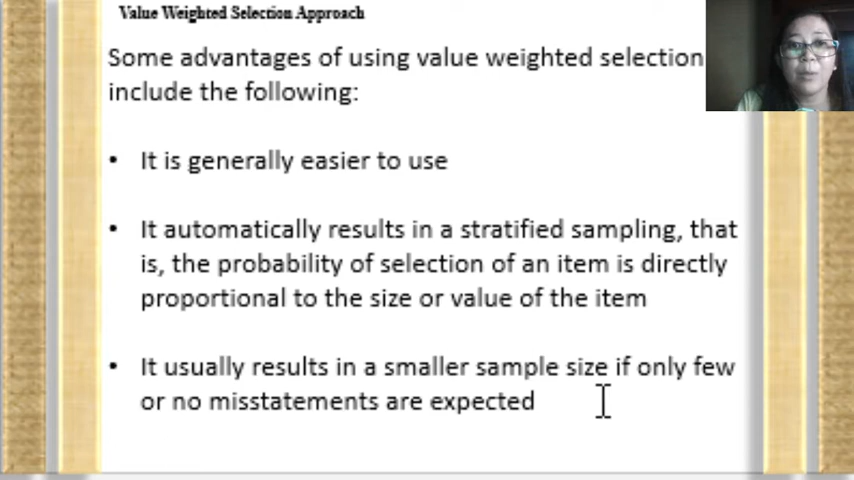 Value Weighted Selection Approach
Some advantages of using value weighted selection
include the following:
• It is generally easier to use
• It automatically results in a stratified sampling, that
is, the probability of selection of an item is directly
proportional to the size or value of the item
• It usually results in a smaller sample size if only few
or no misstatements are expected